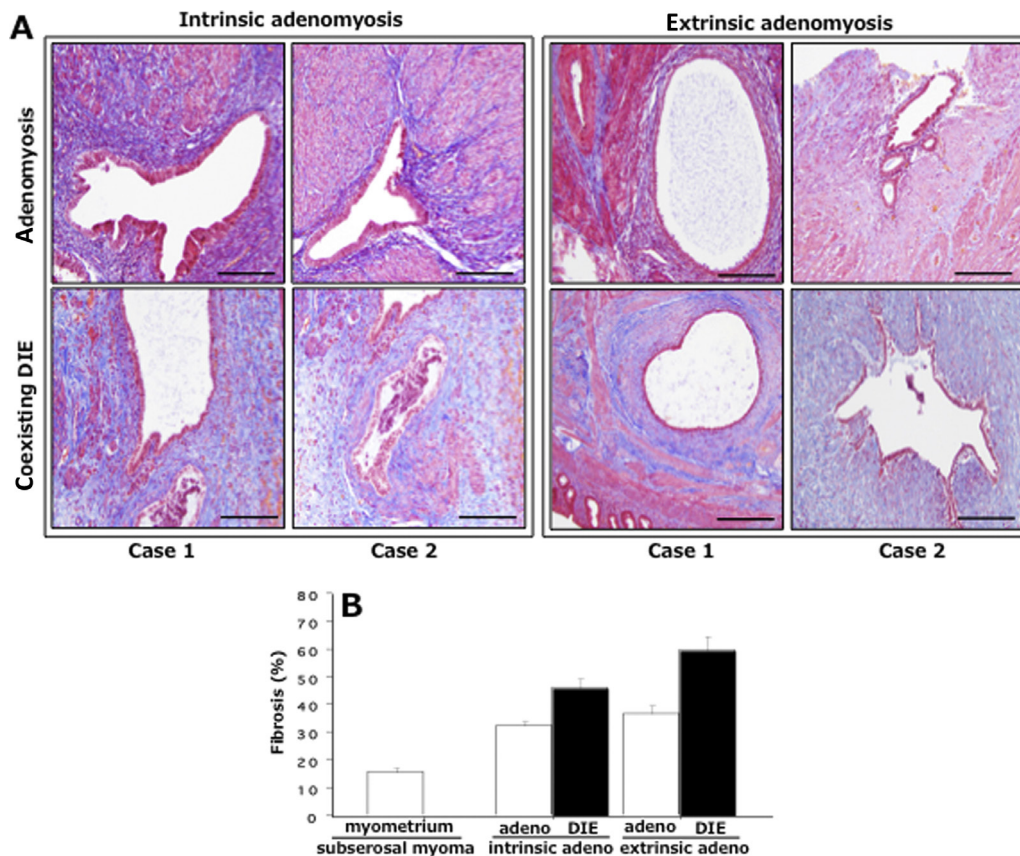 A
Intrinsic adenomyosis
Extrinsic adenomyosis
Adenomyosis
Coexisting DIE
Case 1
Case 2
Case 1
Case 2
B
Fibrosis (%)
80
70
60
50
40
30
20
10
0
myometrium
adeno DIE
adeno DIE
subserosal myoma
intrinsic adeno
extrinsic adeno